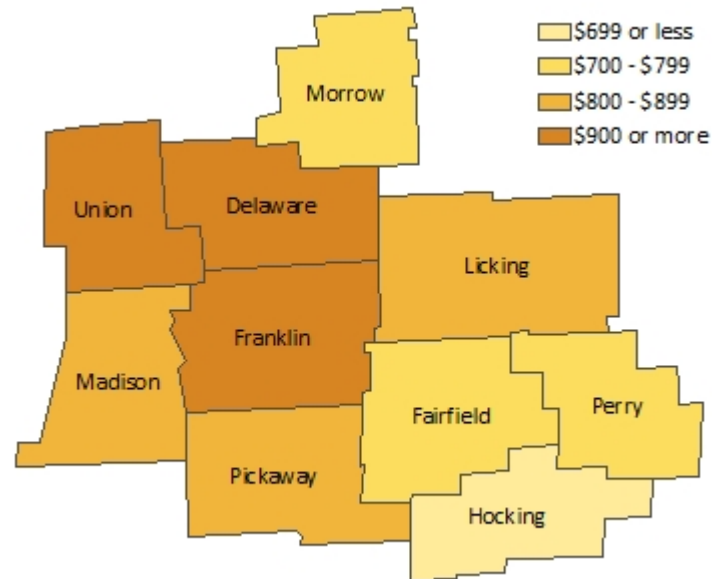 $699 or less
$700 - $799
$800 - $899
$900 or more
Morrow
Union
Delaware
Licking
Franklin
Madison
Fairfield
Perry
Pickaway
Hocking